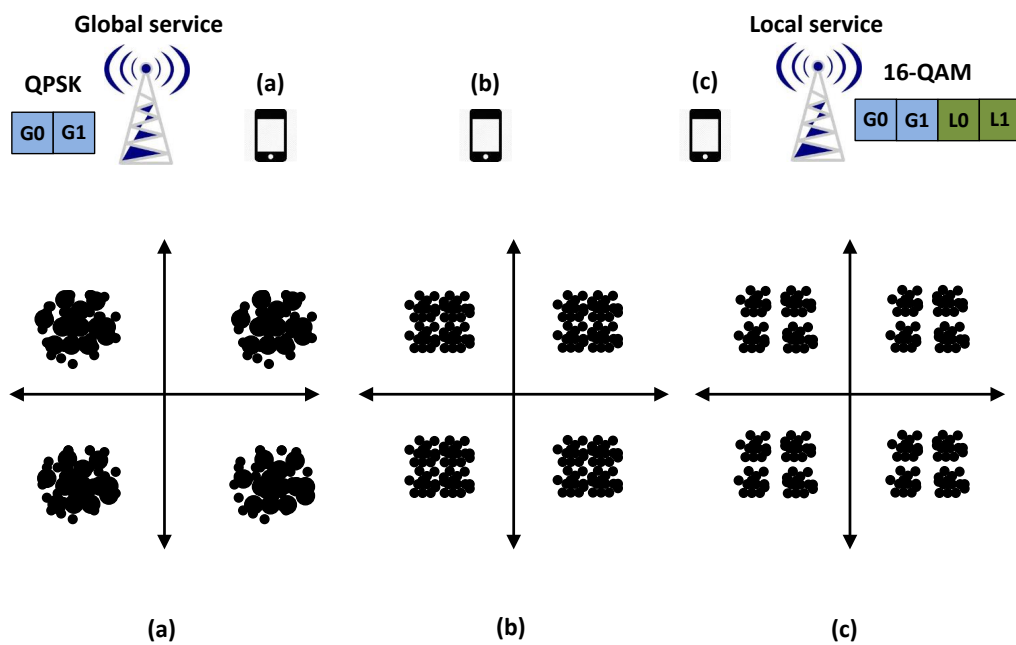 Global service
Local service
QPSK
(a)
(b)
(c)
16-QAM
G0 G1
G0 G1 L0 L1
(a)
(b)
(c)